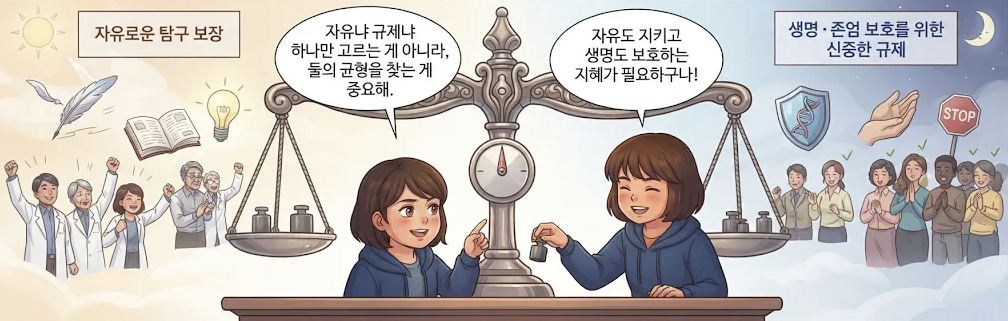 자유로운 탐구 보장
자유냐 규제냐
하나만 고르는 게 아니라,
둘의 균형을 찾는 게
중요해.
자유도 지키고
생명도 보호하는
지혜가 필요하구나!
생명·존엄 보호를 위한
신중한 규제
STOP